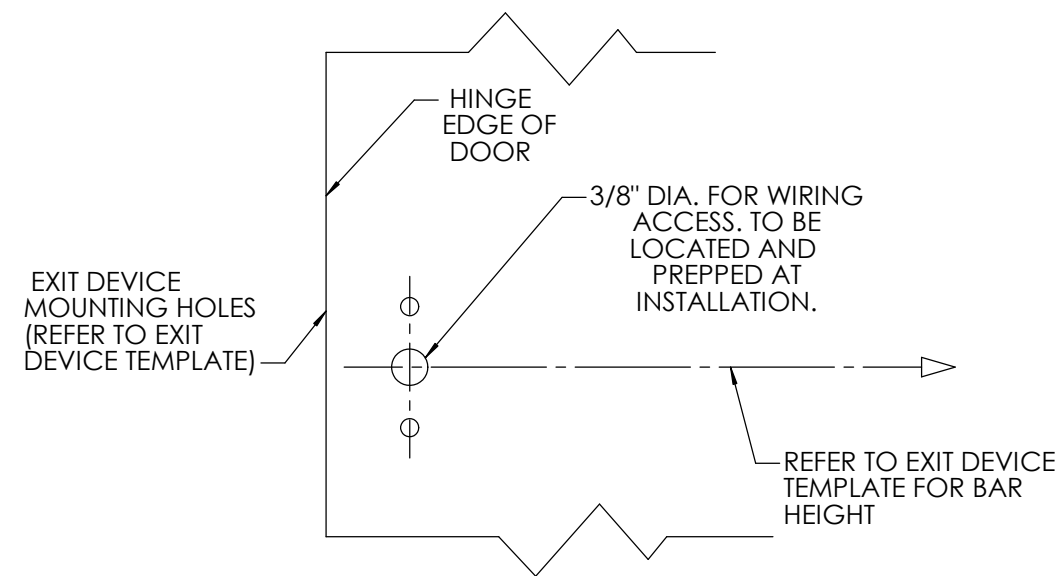 HINGE
EDGE OF
DOOR
3/8" DIA. FOR WIRING
ACCESS. TO BE
LOCATED AND
PREPPED AT
INSTALLATION.
EXIT DEVICE
MOUNTING HOLES
(REFER TO EXIT
DEVICE TEMPLATE)
REFER TO EXIT DEVICE
TEMPLATE FOR BAR
HEIGHT